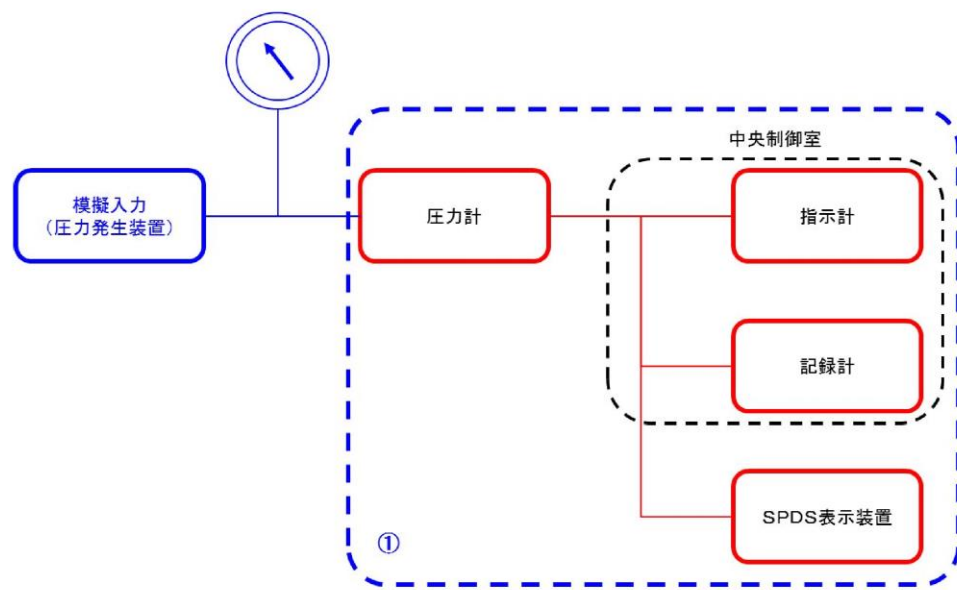 中央制御室
模擬入力
(圧力発生装置)
圧力計
指示計
記録計
SPDS表示装置
①